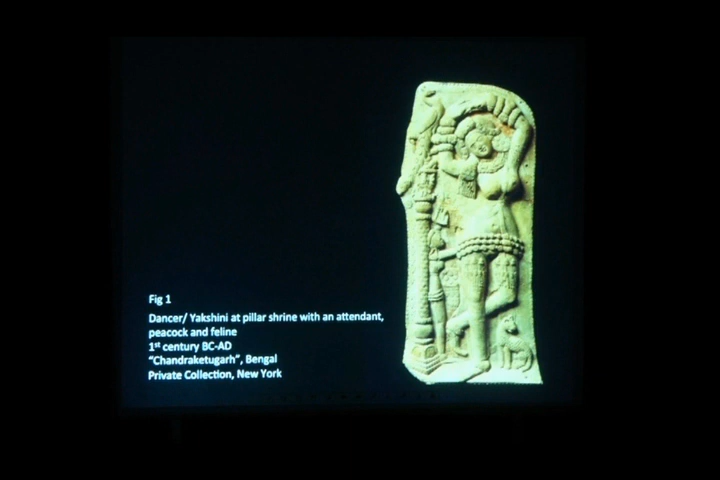 Fig 1
Dancer/ Yakshini at pillar shrine with an attendant,
peacock and feline
1st century BC-AD
“Chandraketugarh”, Bengal
Private Collection, New York